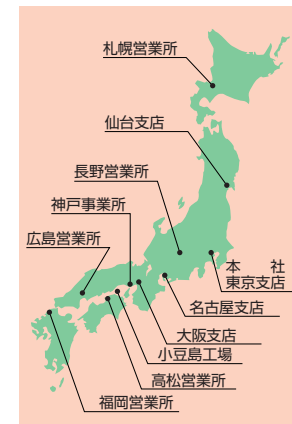 札幌営業所
仙台支店
長野営業所
神戸事業所
広島営業所
本　社
東京支店
名古屋支店
大阪支店
小豆島工場
高松営業所
福岡営業所